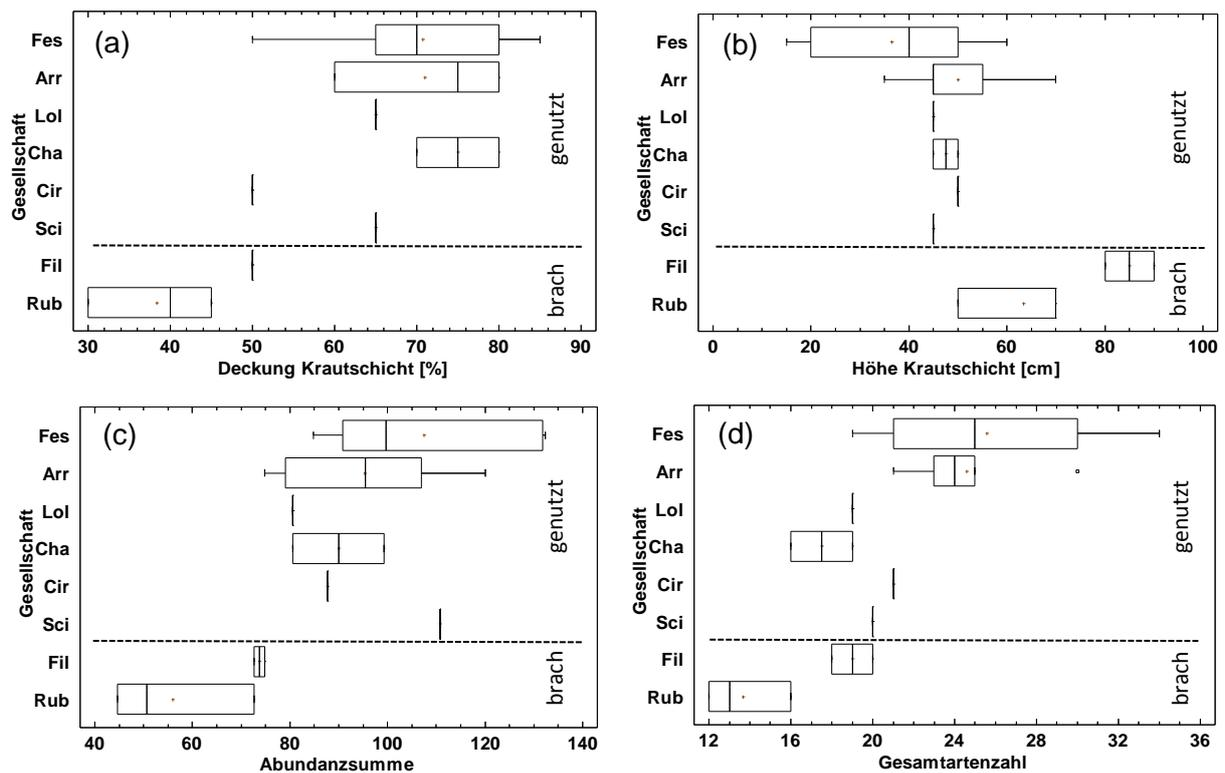 (a)
Gesellschaft
Fes
Arr
Lol
Cha
Cir
Sci
Fil
Rub
genutzt
brach
30 40 50 60 70 80 90
Deckung Krautschicht [%]
(b)
Gesellschaft
Fes
Arr
Lol
Cha
Cir
Sci
Fil
Rub
genutzt
brach
0 20 40 60 80 100
Höhe Krautschicht [cm]
(c)
Gesellschaft
Fes
Arr
Lol
Cha
Cir
Sci
Fil
Rub
genutzt
brach
40 60 80 100 120 140
Abundanzsumme
(d)
Gesellschaft
Fes
Arr
Lol
Cha
Cir
Sci
Fil
Rub
genutzt
brach
12 16 20 24 28 32 36
Gesamtartenzahl